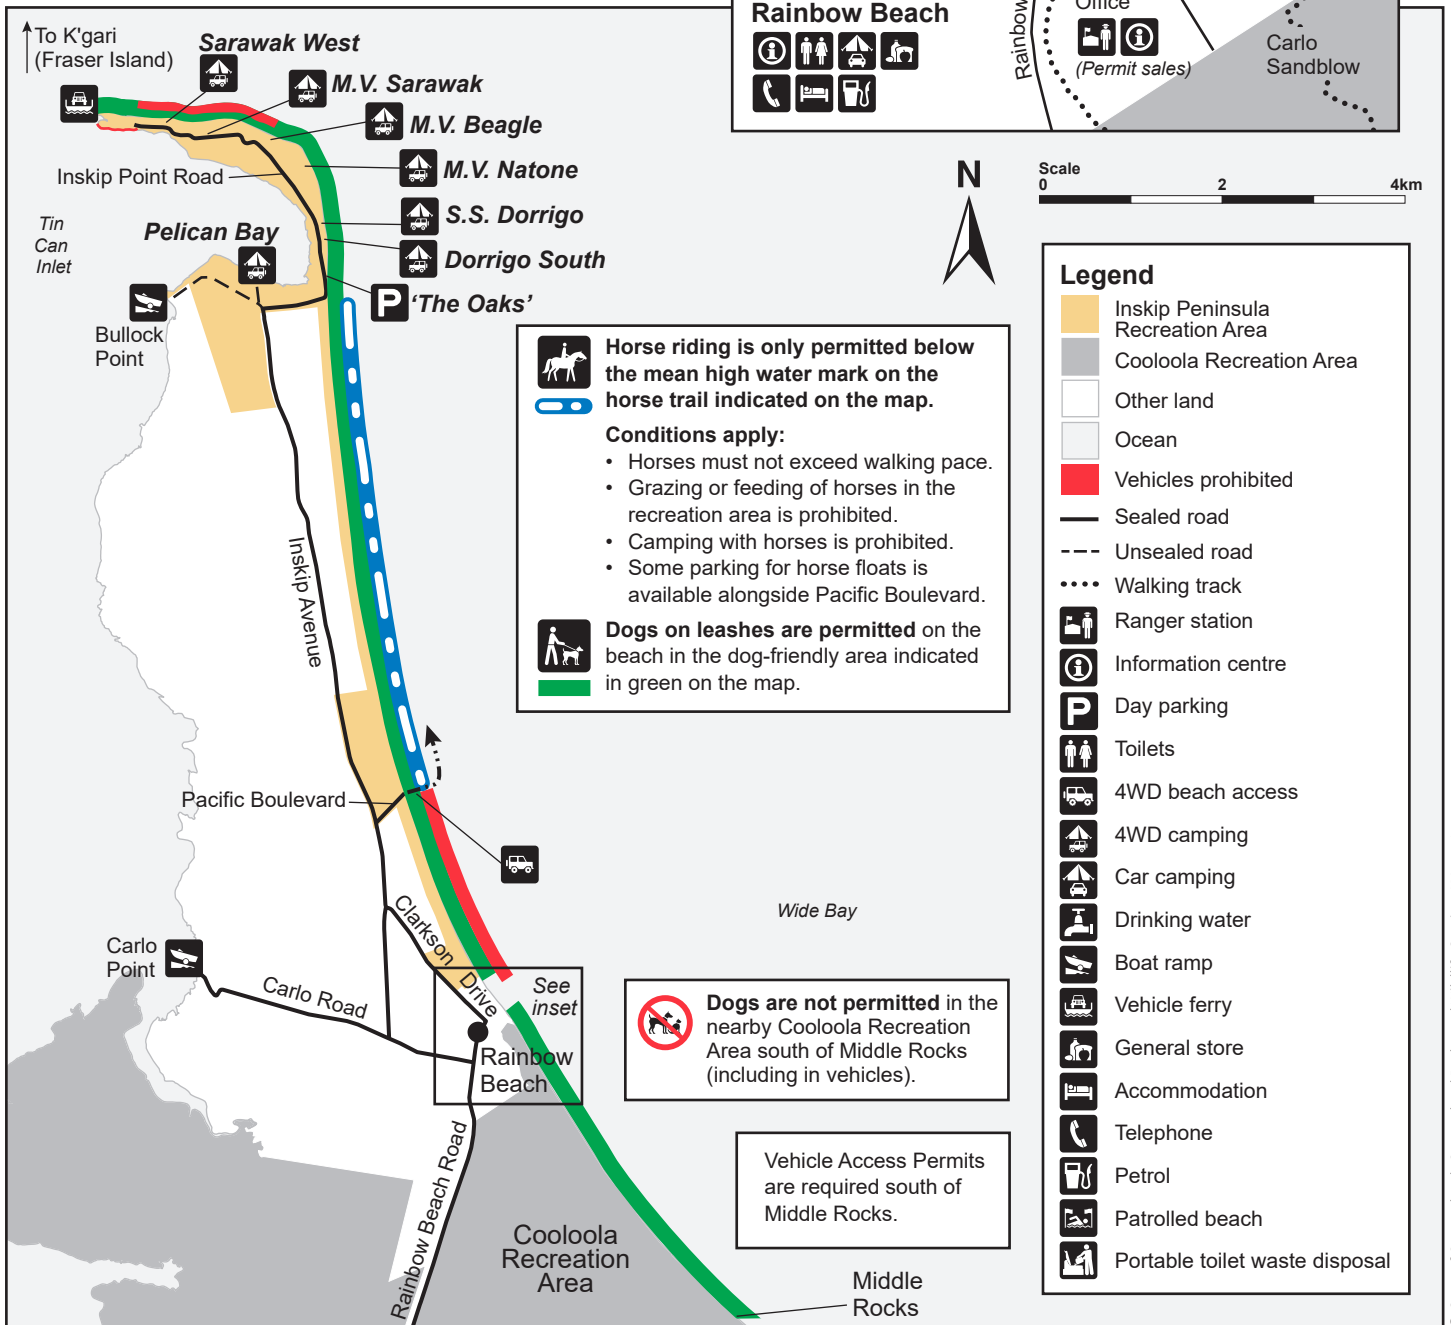 Rainbow Beach
Rainbow
Office
(Permit sales)
Carlo
Sandblow
To K'gari
(Fraser Island)
Sarawak West
M.V. Sarawak
M.V. Beagle
M.V. Natone
S.S. Dorrigo
Dorrigo South
'The Oaks'
P
Inskip Point Road
Tin
Can
Inlet
Pelican Bay
Bullock
Point
N
Scale
0 2 4km
Horse riding is only permitted below
the mean high water mark on the
horse trail indicated on the map.
Conditions apply:
• Horses must not exceed walking pace.
• Grazing or feeding of horses in the
recreation area is prohibited.
• Camping with horses is prohibited.
• Some parking for horse floats is
available alongside Pacific Boulevard.
Dogs on leashes are permitted on the
beach in the dog-friendly area indicated
in green on the map.
Inskip Avenue
Pacific Boulevard
Clarkson Drive
Wide Bay
Carlo
Point
Carlo Road
See
inset
Rainbow
Beach
Rainbow Beach Road
Dogs are not permitted in the
nearby Cooloola Recreation
Area south of Middle Rocks
(including in vehicles).
Vehicle Access Permits
are required south of
Middle Rocks.
Cooloola
Recreation
Area
Middle
Rocks
Legend
Inskip Peninsula
Recreation Area
Cooloola Recreation Area
Other land
Ocean
Vehicles prohibited
Sealed road
Unsealed road
Walking track
Ranger station
Information centre
P
Day parking
Toilets
4WD beach access
4WD camping
Car camping
Drinking water
Boat ramp
Vehicle ferry
General store
Accommodation
Telephone
Petrol
Patrolled beach
Portable toilet waste disposal